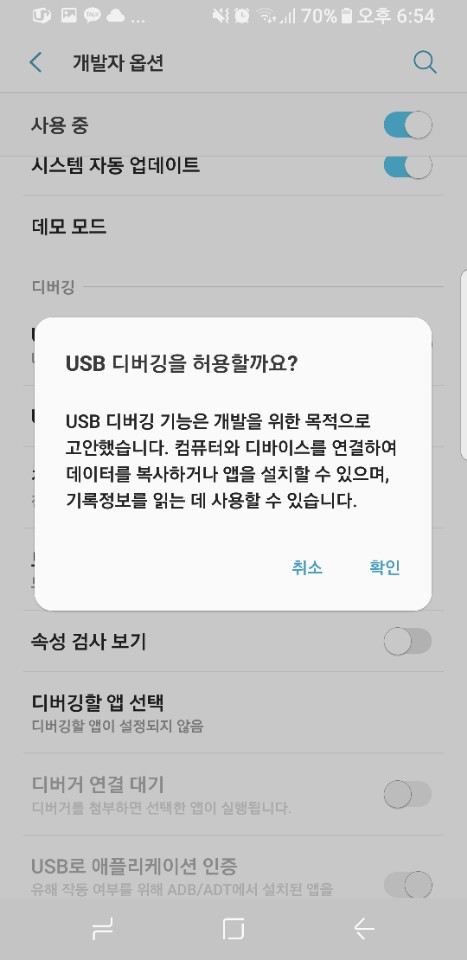 70% 오후 6:54
개발자 옵션
사용 중
시스템 자동 업데이트
데모 모드
디버깅
USB 디버깅을 허용할까요?
USB 디버깅 기능은 개발을 위한 목적으로
고안했습니다. 컴퓨터와 디바이스를 연결하여
데이터를 복사하거나 앱을 설치할 수 있으며,
기록정보를 읽는 데 사용할 수 있습니다.
취소 확인
속성 검사 보기
디버깅할 앱 선택
디버깅할 앱이 설정되지 않음
디버거 연결 대기
디버거를 첨부하면 선택한 앱이 실행됩니다.
USB로 애플리케이션 인증
유해 작동 여부를 위해 ADB/ADT에서 설치된 앱을